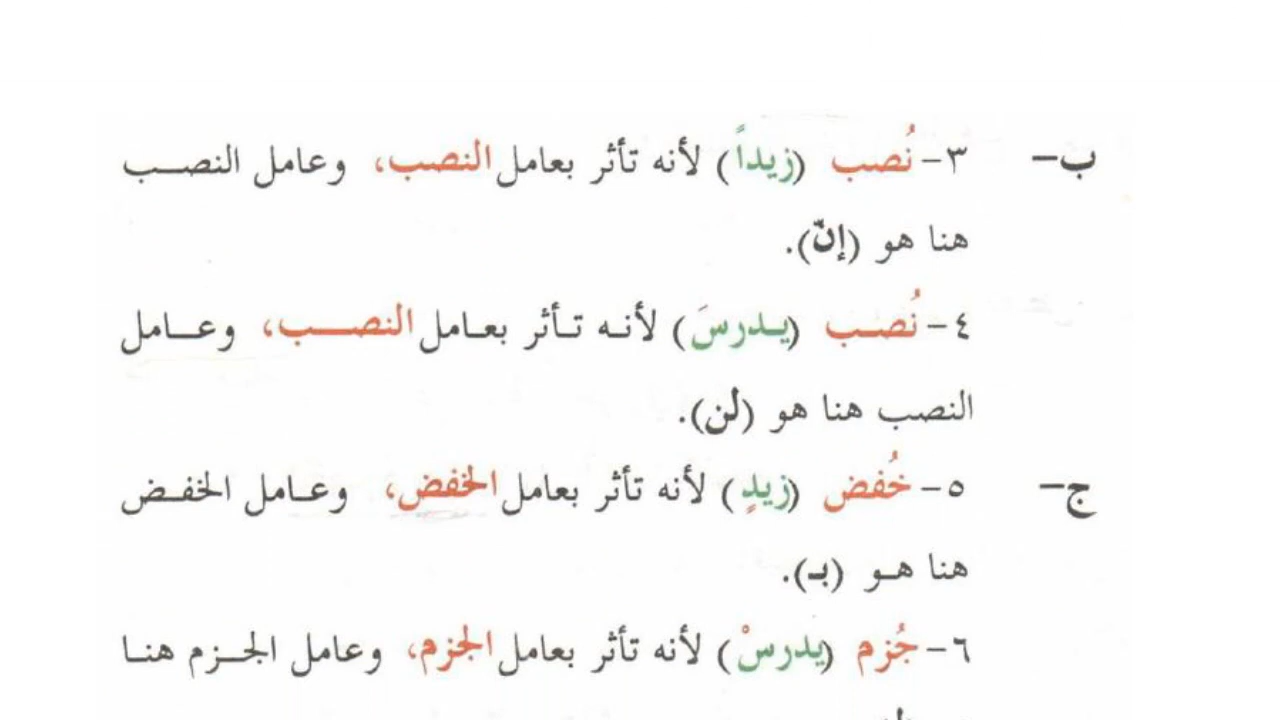 ب- ٣- نُصب (زيداً) لأنه تأثر بعامل النصب، وعامل النصب
هنا هو (إنّ).
٤- نُصب (يدرسَ) لأنه تأثر بعامل النصب، وعامل
النصب هنا هو (لن).
ج- ٥- خُفض (زيدٍ) لأنه تأثر بعامل الخفض، وعامل الخفض
هنا هو (بـ).
٦- جُزم (يدرسْ) لأنه تأثر بعامل الجزم، وعامل الجزم هنا